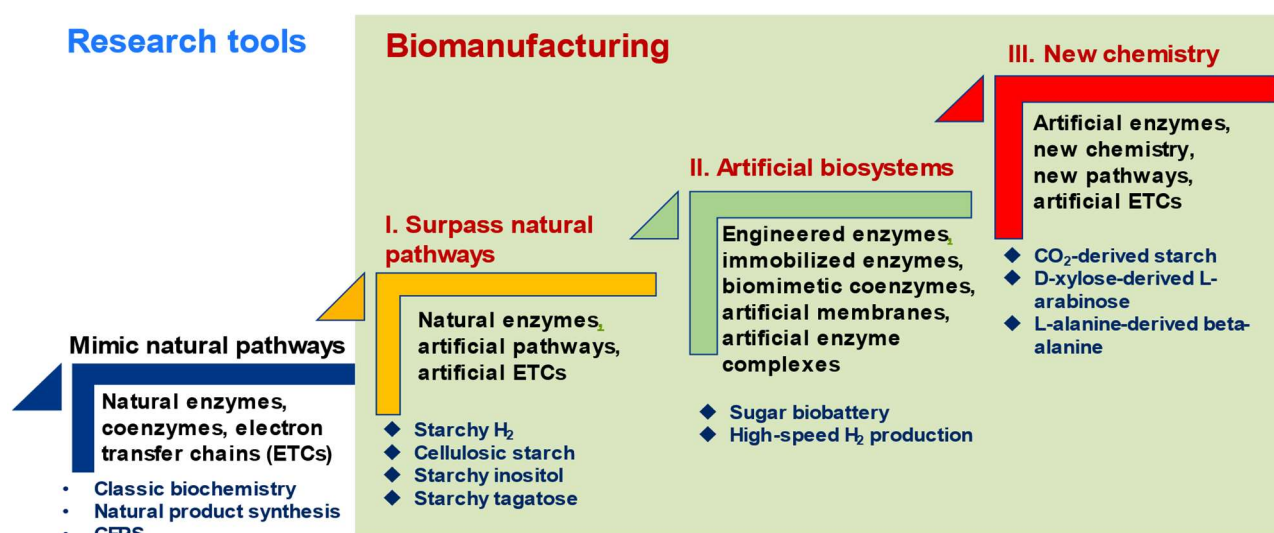 Research tools
Biomanufacturing
III. New chemistry
Artificial enzymes,
new chemistry,
new pathways,
artificial ETCs
◆ CO₂-derived starch
◆ D-xylose-derived L-
arabinose
◆ L-alanine-derived beta-
alanine
II. Artificial biosystems
Engineered enzymes,
immobilized enzymes,
biomimetic coenzymes,
artificial membranes,
artificial enzyme
complexes
◆ Sugar biobattery
◆ High-speed H₂ production
I. Surpass natural
pathways
Natural enzymes,
artificial pathways,
artificial ETCs
◆ Starchy H₂
◆ Cellulosic starch
◆ Starchy inositol
◆ Starchy tagatose
Mimic natural pathways
Natural enzymes,
coenzymes, electron
transfer chains (ETCs)
• Classic biochemistry
• Natural product synthesis